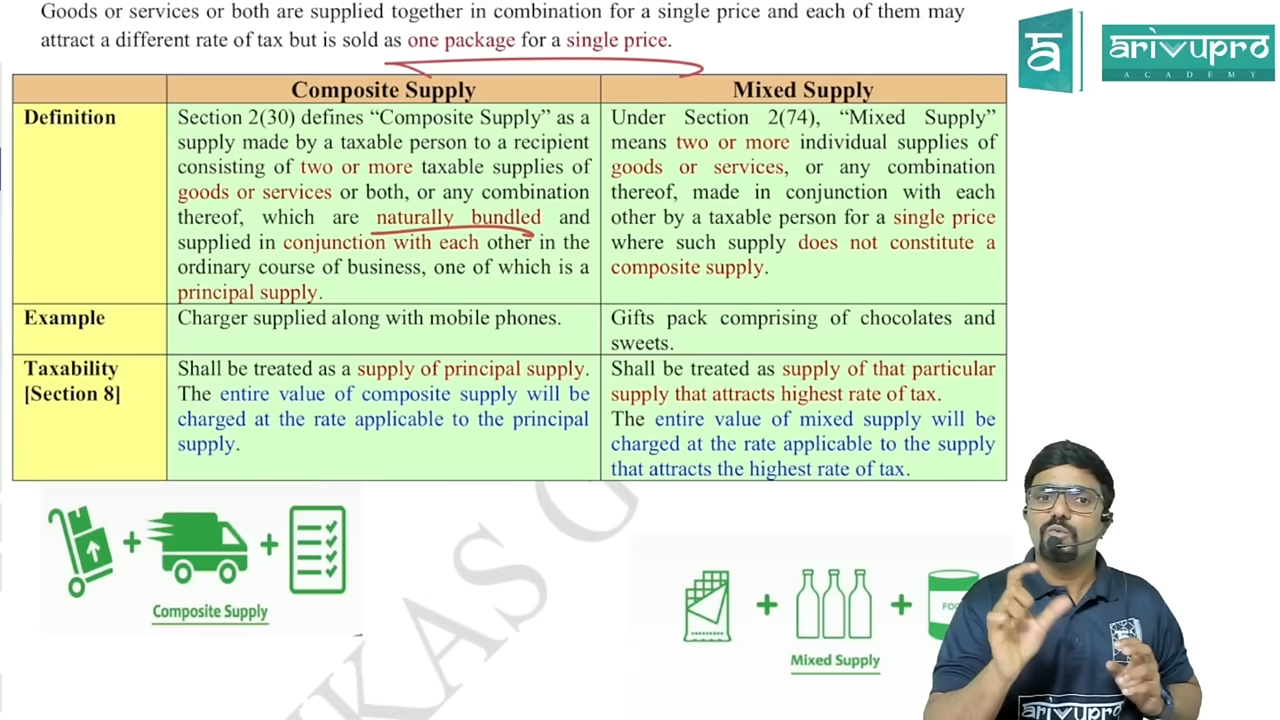 Goods or services or both are supplied together in combination for a single price and each of them may
attract a different rate of tax but is sold as one package for a single price.
ārivupro
ACADEMY
Composite Supply
Mixed Supply
Definition
Section 2(30) defines “Composite Supply” as a
supply made by a taxable person to a recipient
consisting of two or more taxable supplies of
goods or services or both, or any combination
thereof, which are naturally bundled and
supplied in conjunction with each other in the
ordinary course of business, one of which is a
principal supply.
Under Section 2(74), “Mixed Supply”
means two or more individual supplies of
goods or services, or any combination
thereof, made in conjunction with each
other by a taxable person for a single price
where such supply does not constitute a
composite supply.
Example
Charger supplied along with mobile phones.
Gifts pack comprising of chocolates and
sweets.
Taxability
[Section 8]
Shall be treated as a supply of principal supply.
The entire value of composite supply will be
charged at the rate applicable to the principal
supply.
Shall be treated as supply of that particular
supply that attracts highest rate of tax.
The entire value of mixed supply will be
charged at the rate applicable to the supply
that attracts the highest rate of tax.
Composite Supply
Mixed Supply
ārivupro